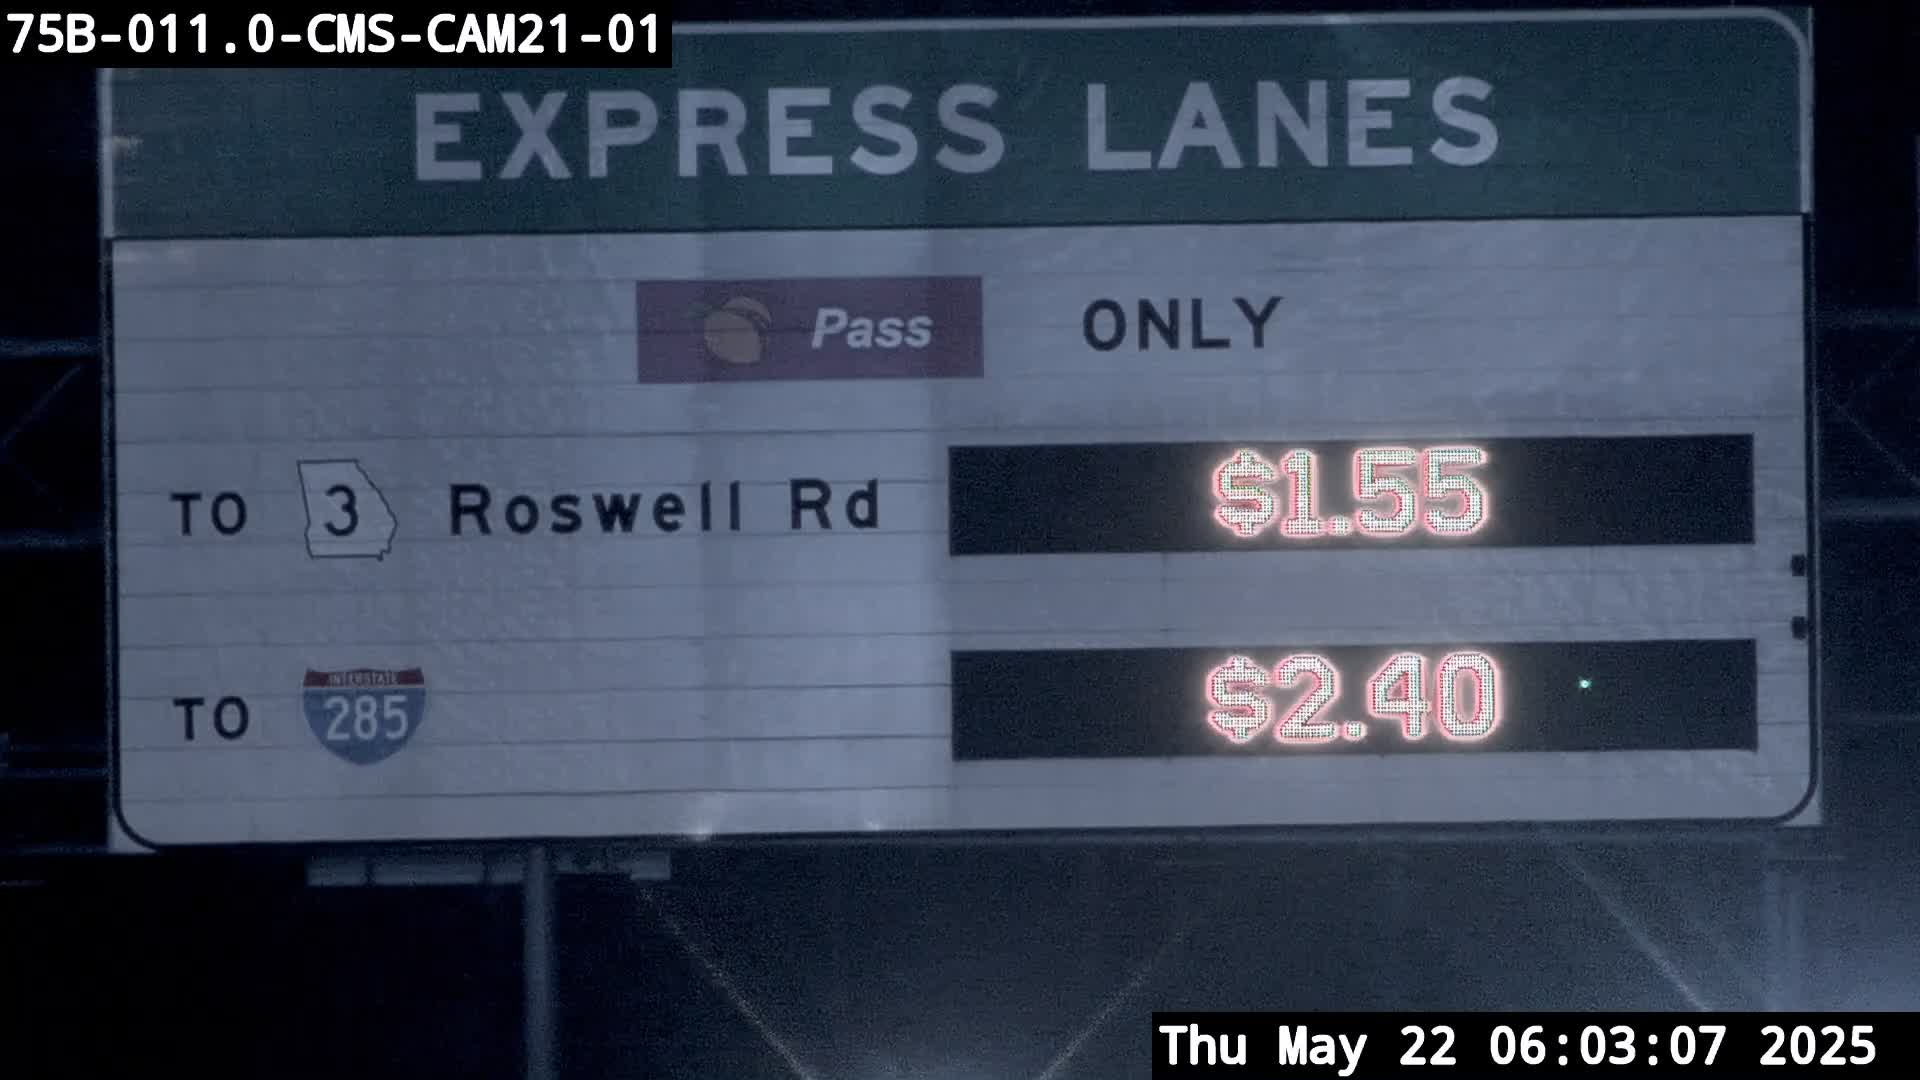 75B-011.0-CMS-CAM21-01
EXPRESS LANES
Pass ONLY
TO 3 Roswell Rd $1.55
INTERSTATE
TO 285 $2.40
Thu May 22 06:03:07 2025